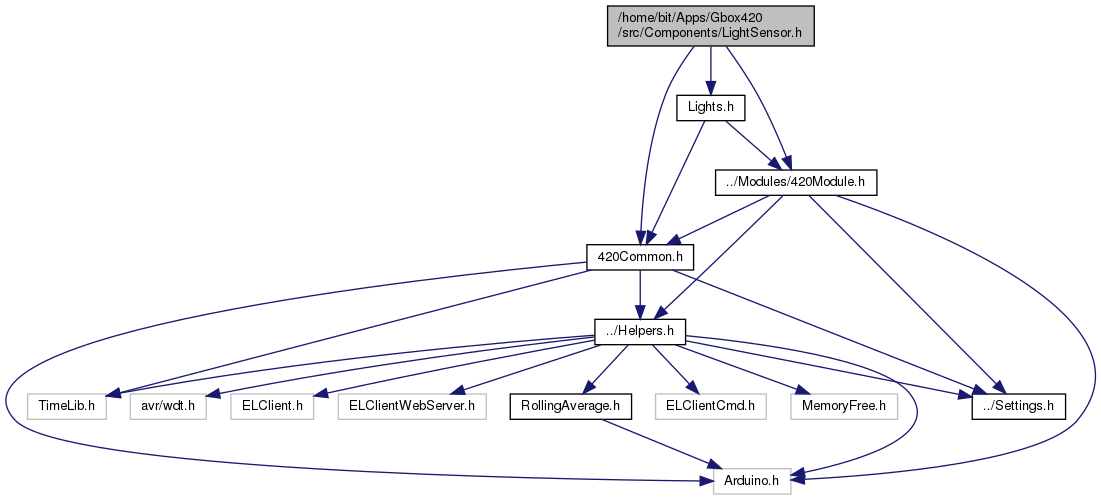 /home/bit/Apps/Gbox420
/src/Components/LightSensor.h
Lights.h
../Modules/420Module.h
420Common.h
../Helpers.h
TimeLib.h
avr/wdt.h
ELClient.h
ELClientWebServer.h
RollingAverage.h
ELClientCmd.h
MemoryFree.h
../Settings.h
Arduino.h